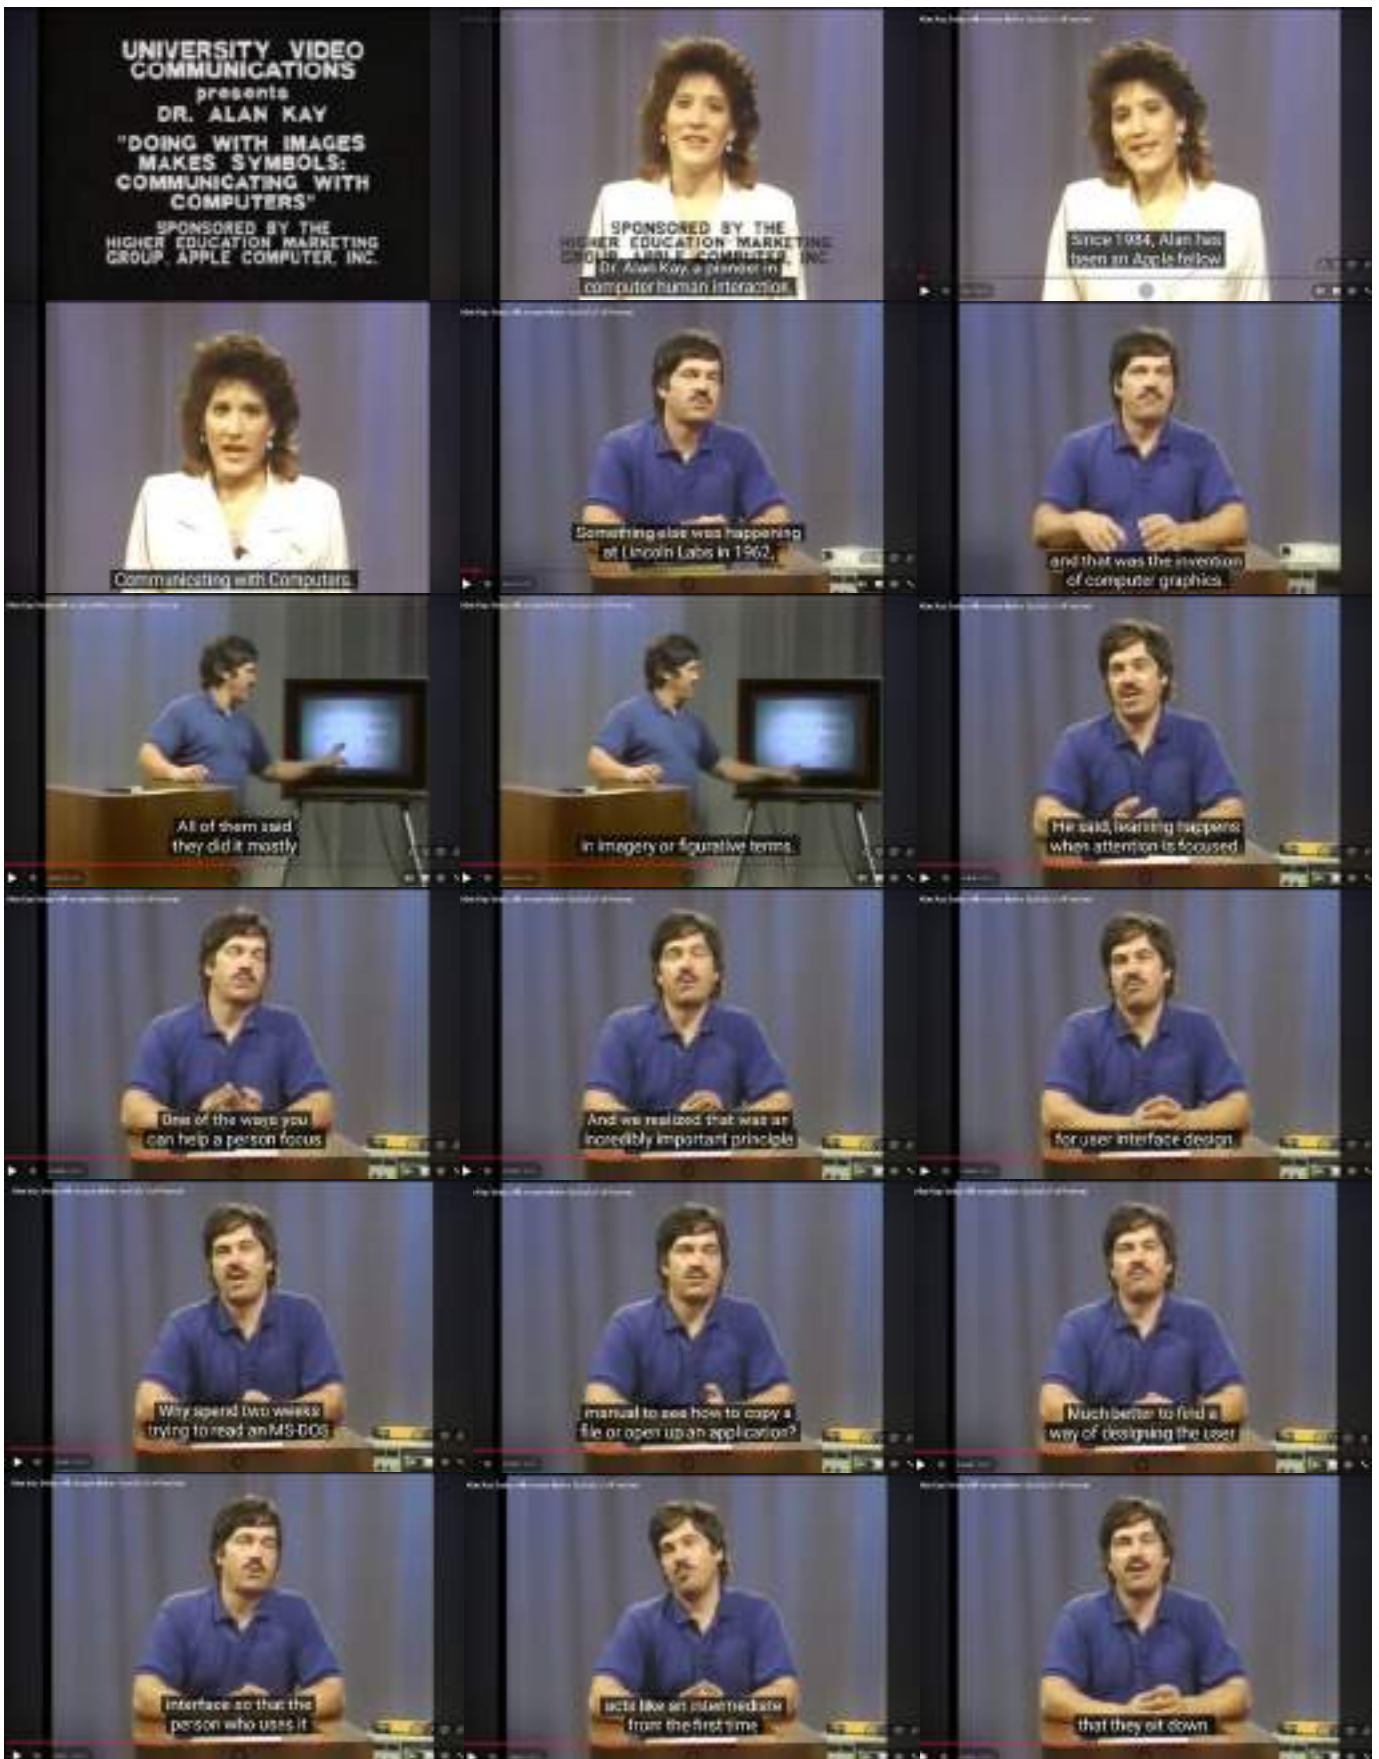 UNIVERSITY VIDEO
COMMUNICATIONS
presents
DR. ALAN KAY
"DOING WITH IMAGES
MAKES SYMBOLS:
COMMUNICATING WITH
COMPUTERS"
SPONSORED BY THE
HIGHER EDUCATION MARKETING
GROUP, APPLE COMPUTER, INC.
SPONSORED BY THE
HIGHER EDUCATION MARKETING
GROUP, APPLE COMPUTER, INC.
Dr. Alan Kay, a pioneer in
computer human interaction.
Since 1984, Alan has
been an Apple fellow
Communicating with Computers.
Something else was happening
at Lincoln Labs in 1962,
and that was the invention
of computer graphics.
All of them said
they did it mostly
in imagery or figurative terms.
He said, learning happens
when attention is focused.
One of the ways you
can help a person focus
And we realized that was an
incredibly important principle
for user interface design.
Why spend two weeks
trying to read an MS-DOS
manual to see how to copy a
file or open up an application?
Much better to find a
way of designing the user
interface so that the
person who uses it
acts like an intermediate
from the first time
that they sit down.